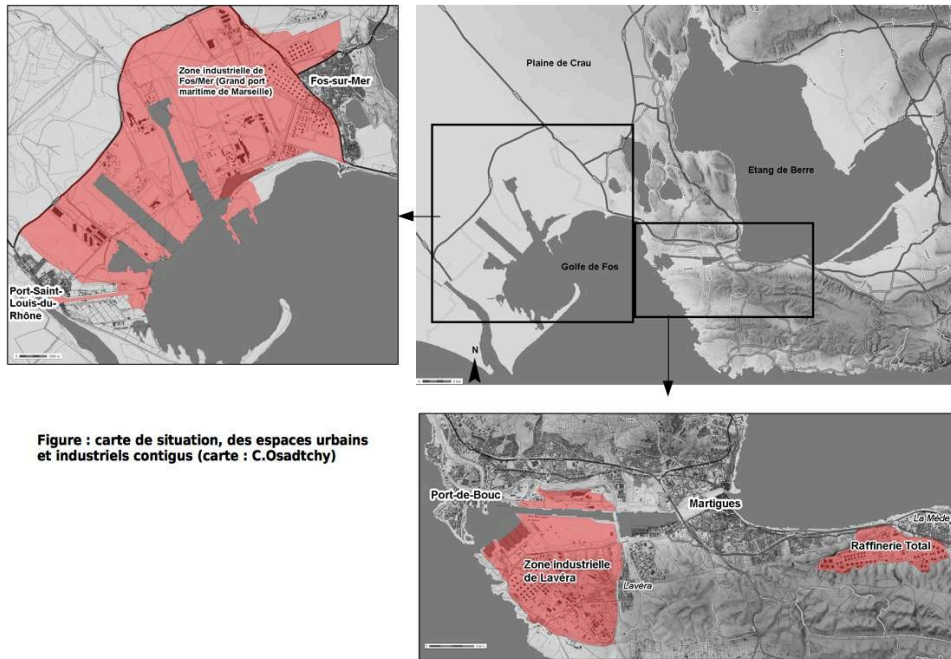 Zone industrielle de
Fos/Mer (Grand port
maritime de Marseille)
Fos-sur-Mer
Port-Saint-
Louis-du-
Rhône
Plaine de Crau
Etang de Berre
Golfe de Fos
N
Figure : carte de situation, des espaces urbains
et industriels contigus (carte : C.Osadtchy)
Port-de-Bouc
Martigues
La Mède
Raffinerie Total
Zone industrielle
de Lavéra
Lavéra